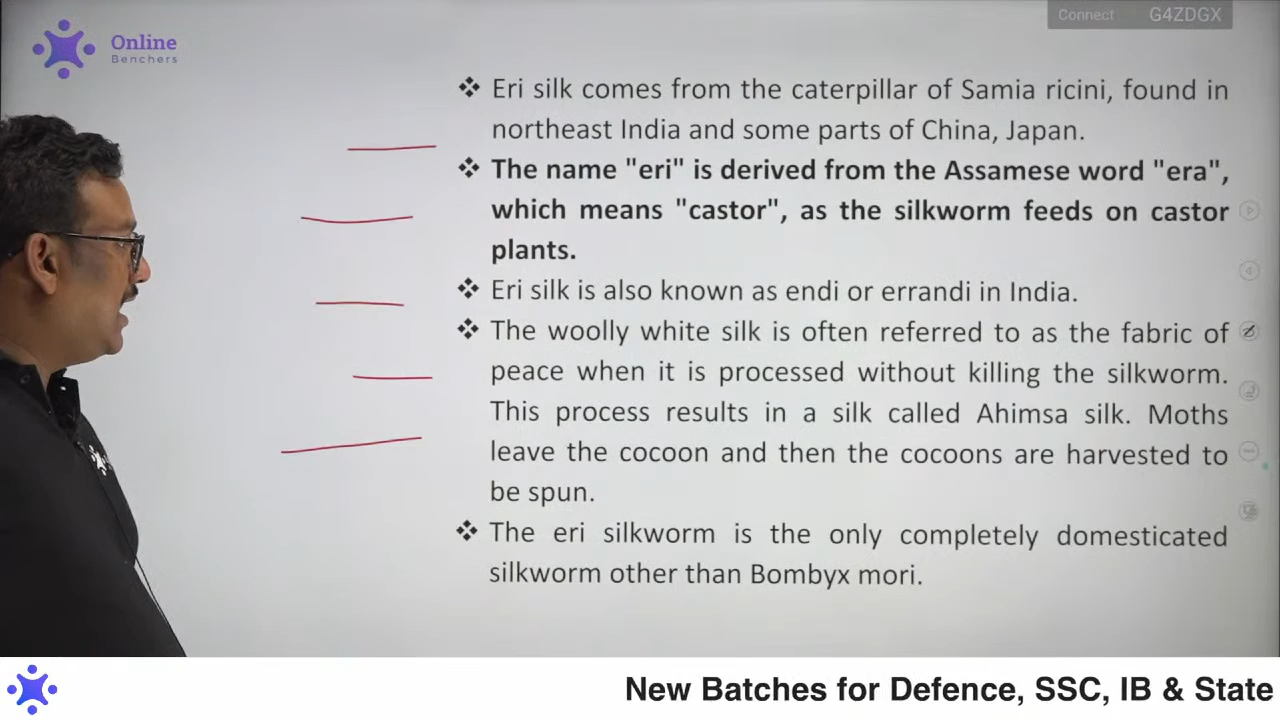 Online
Benchers
Connect G4ZDGX
❖ Eri silk comes from the caterpillar of Samia ricini, found in
northeast India and some parts of China, Japan.
❖ The name "eri" is derived from the Assamese word "era",
which means "castor", as the silkworm feeds on castor
plants.
❖ Eri silk is also known as endi or errandi in India.
❖ The woolly white silk is often referred to as the fabric of
peace when it is processed without killing the silkworm.
This process results in a silk called Ahimsa silk. Moths
leave the cocoon and then the cocoons are harvested to
be spun.
❖ The eri silkworm is the only completely domesticated
silkworm other than Bombyx mori.
New Batches for Defence, SSC, IB & State